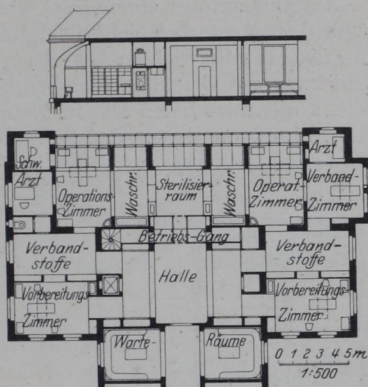 Schw.
Arzt
Operations-
Zimmer
Waschr.
Sterilisier-
raum
Waschr.
Operat.-
Zimmer
Arzt
Verband-
Zimmer
Betriebs-Gang
Verband-
stoffe
Halle
Verband-
stoffe
Vorbereitungs-
Zimmer
Vorbereitungs-
Zimmer
Warte-
Räume
0 1 2 3 4 5m
1:500